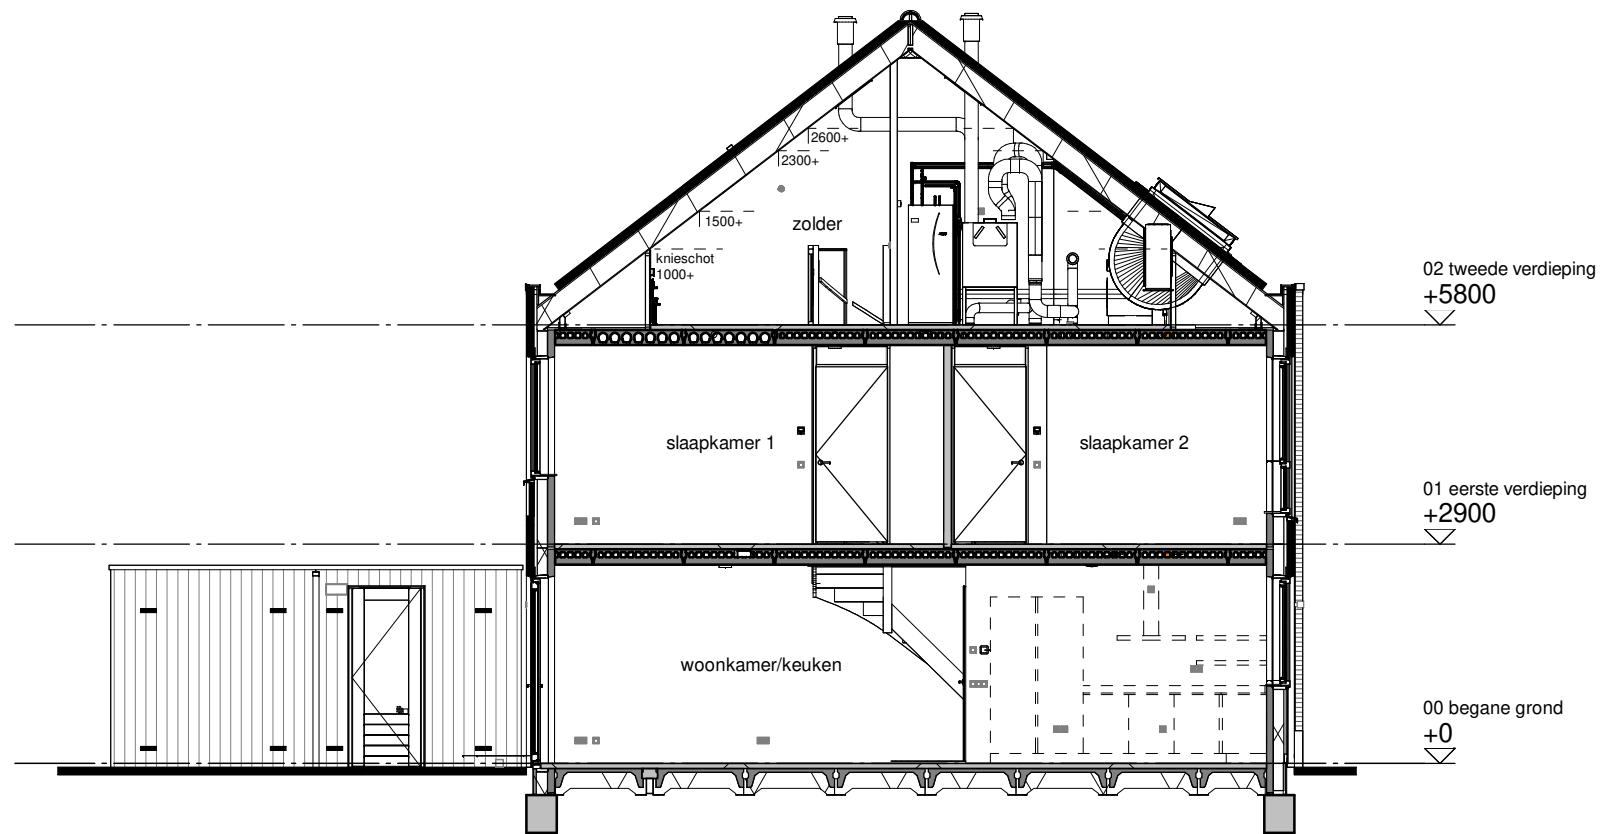 2600+
2300+
1500+
zolder
knieschot
1000+
02 tweede verdieping
+5800
slaapkamer 1
slaapkamer 2
01 eerste verdieping
+2900
woonkamer/keuken
00 begane grond
+0